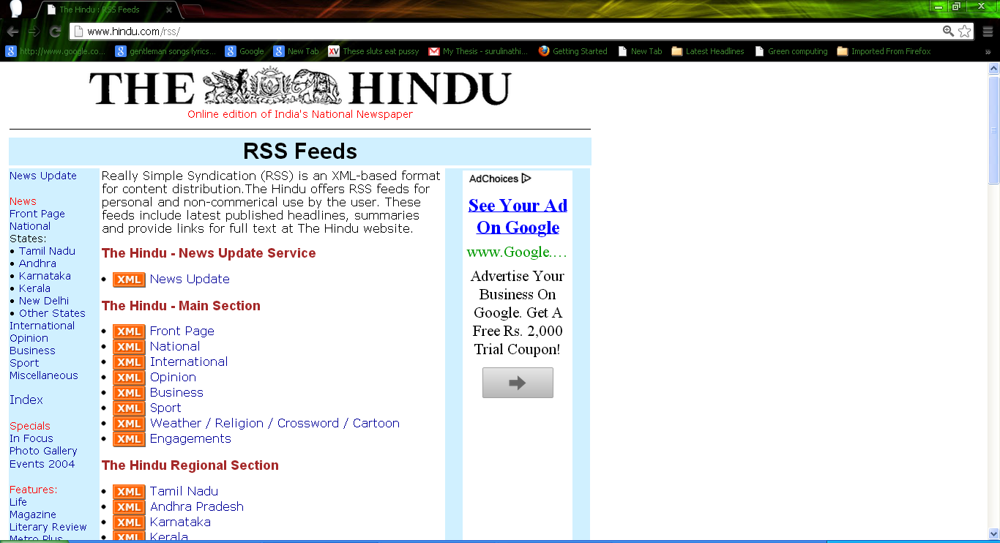 The Hindu : RSS Feeds
www.hindu.com/rss/
http://www.google.co... gentleman songs lyrics... Google New Tab These sluts eat pussy My Thesis - surulinathi... Getting Started New Tab Latest Headlines Green computing Imported From Firefox
THE HINDU
Online edition of India's National Newspaper
RSS Feeds
News Update
News
Front Page
National
States:
• Tamil Nadu
• Andhra
• Karnataka
• Kerala
• New Delhi
• Other States
International
Opinion
Business
Sport
Miscellaneous
Index
Specials
In Focus
Photo Gallery
Events 2004
Features:
Life
Magazine
Literary Review
Metro Plus
Really Simple Syndication (RSS) is an XML-based format
for content distribution.The Hindu offers RSS feeds for
personal and non-commerical use by the user. These
feeds include latest published headlines, summaries
and provide links for full text at The Hindu website.
The Hindu - News Update Service
• XML News Update
The Hindu - Main Section
• XML Front Page
• XML National
• XML International
• XML Opinion
• XML Business
• XML Sport
• XML Weather / Religion / Crossword / Cartoon
• XML Engagements
The Hindu Regional Section
• XML Tamil Nadu
• XML Andhra Pradesh
• XML Karnataka
• XML Kerala
AdChoices
See Your Ad
On Google
www.Google....
Advertise Your
Business On
Google. Get A
Free Rs. 2,000
Trial Coupon!